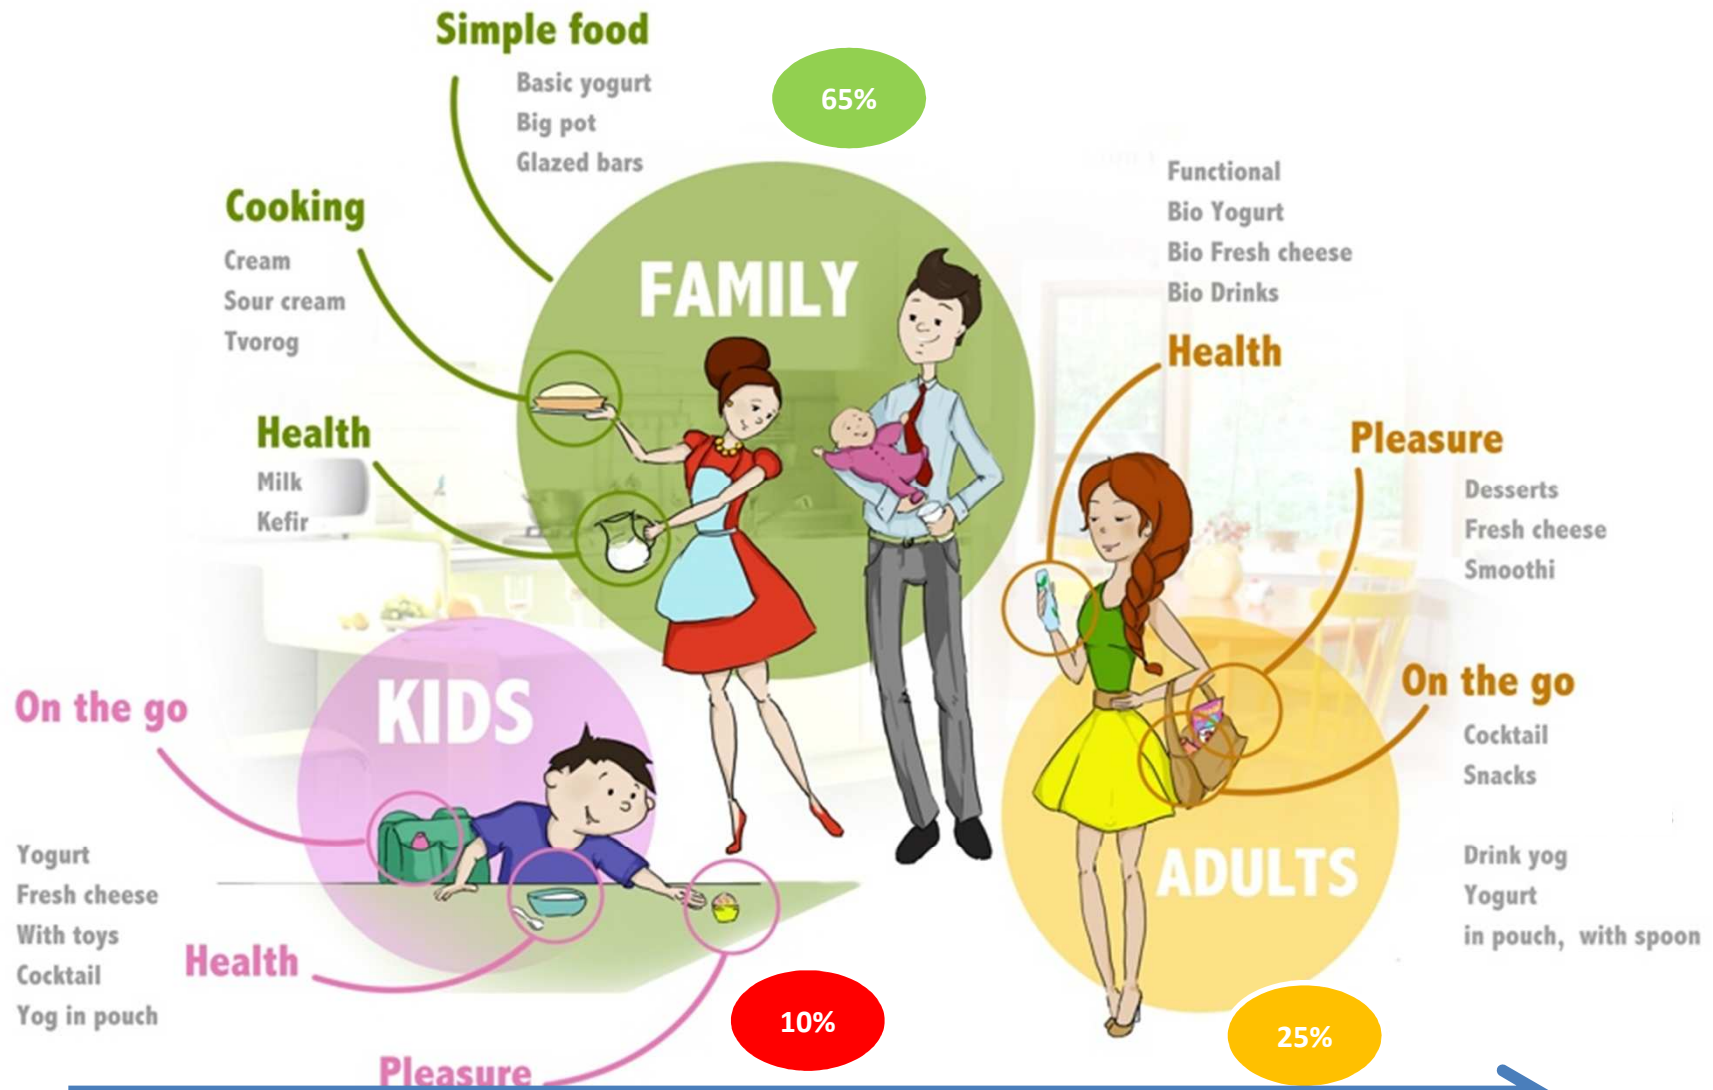 Simple food
Basic yogurt
Big pot
Glazed bars
65%
Cooking
Cream
Sour cream
Tvorog
Health
Milk
Kefir
FAMILY
Functional
Bio Yogurt
Bio Fresh cheese
Bio Drinks
Health
Pleasure
Desserts
Fresh cheese
Smoothi
On the go
Cocktail
Snacks
Drink yog
Yogurt
in pouch, with spoon
ADULTS
25%
KIDS
On the go
Yogurt
Fresh cheese
With toys
Cocktail
Yog in pouch
Health
Pleasure
10%